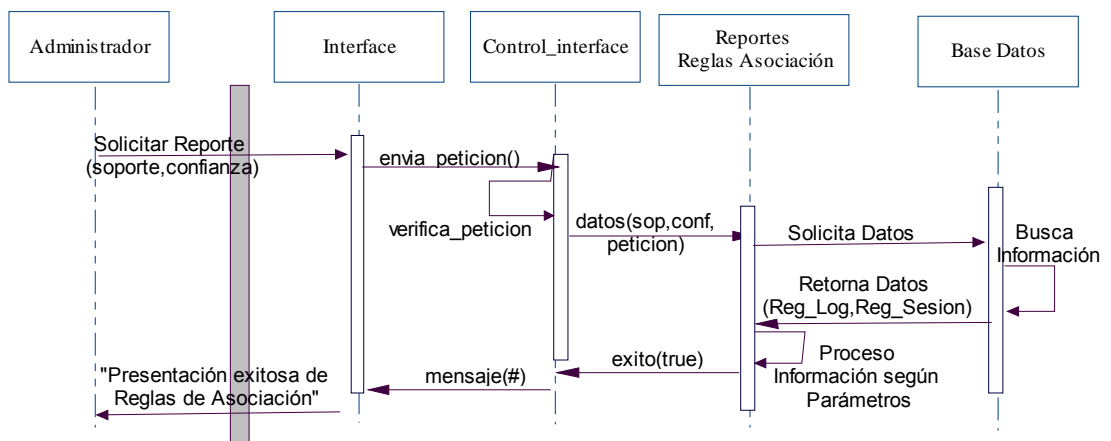 Administrador
Interface
Control_interface
Reportes
Reglas Asociación
Base Datos
Solicitar Reporte
(soporte,confianza)
envia_peticion()
verifica_peticion
datos(sop,conf,
peticion)
Solicita Datos
Busca
Información
Retorna Datos
(Reg_Log,Reg_Sesion)
exito(true)
Proceso
Información según
Parámetros
mensaje(#)
"Presentación exitosa de
Reglas de Asociación"